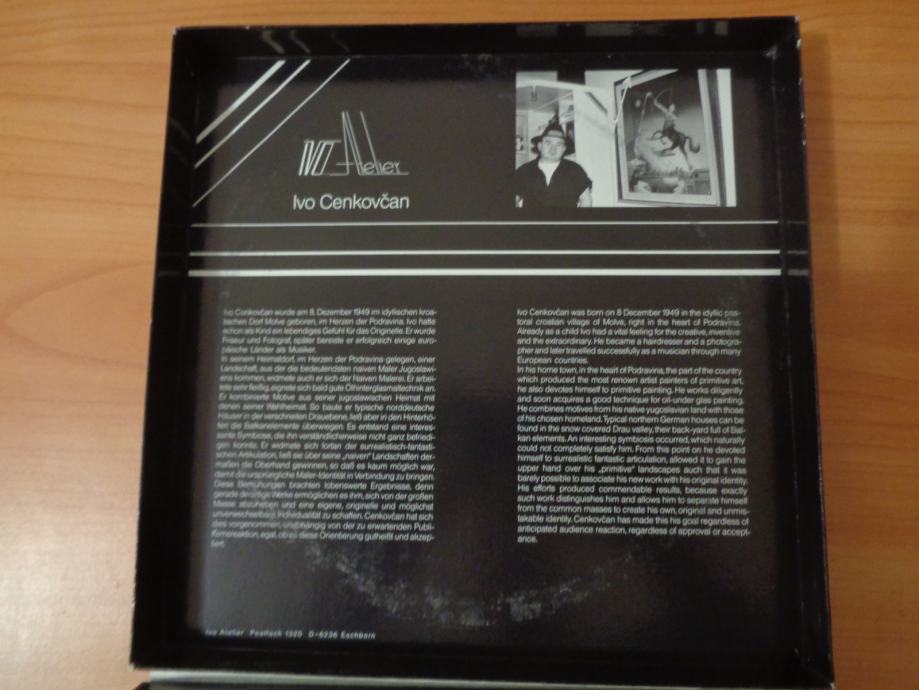 Ivo Atelier
Ivo Cenkovčan
Ivo Cenkovčan wurde am 8. Dezember 1949 im idyllischen kroa-
tischen Dorf Molve geboren, im Herzen der Podravina. Ivo hatte
schon als Kind ein lebendiges Gefühl für das Originelle. Er wurde
Friseur und Fotograf, später bereiste er erfolgreich einige euro-
päische Länder als Musiker.
In seinem Heimatdorf, im Herzen der Podravina gelegen, einer
Landschaft, aus der die bedeutendsten naiven Maler Jugoslawi-
ens kommen, widmete auch er sich der Naiven Malerei. Er arbei-
tete sehr fleißig, eignete sich bald gute Ölhinterglasmaltechnik an.
Er kombinierte Motive aus seiner jugoslawischen Heimat mit
denen seiner Wahlheimat. So baute er typische norddeutsche
Häuser in der verschneiten Drauebene, ließ aber in den Hinterhö-
fen die Balkanelemente überwiegen. Es entstand eine interes-
sante Symbiose, die ihn verständlicherweise nicht ganz befriedi-
gen konnte. Er widmete sich fortan der surrealistisch-fantasti-
schen Artikulation, ließ sie über seine „naiven" Landschaften der-
maßen die Oberhand gewinnen, so daß es kaum möglich war,
damit die ursprüngliche Maler-Identität in Verbindung zu bringen.
Diese Bemühungen brachten lobenswerte Ergebnisse, denn
gerade derartige Werke ermöglichen es ihm, sich von der großen
Masse abzuheben und eine eigene, originelle und möglichst
unverwechselbare Individualität zu schaffen. Cenkovčan hat sich
dies vorgenommen, unabhängig von der zu erwartenden Publi-
kumsreaktion, egal, ob es diese Orientierung gutheißt und akzep-
tiert.
Ivo Cenkovčan was born on 8 December 1949 in the idyllic pas-
toral croatian village of Molve, right in the heart of Podravina.
Already as a child Ivo had a vital feeling for the creative, inventive
and the extraordinary. He became a hairdresser and a photogra-
pher and later travelled successfully as a musician through many
European countries.
In his home town, in the heart of Podravina, the part of the country
which produced the most renown artist painters of primitive art,
he also devotes himself to primitive painting. He works diligently
and soon acquires a good technique for oil-under glass painting.
He combines motives from his native yugoslavian land with those
of his chosen homeland. Typical northern German houses can be
found in the snow covered Drau valley, their back-yard full of Bal-
kan elements. An interesting symbiosis occurred, which naturally
could not completely satisfy him. From this point on he devoted
himself to surrealistic fantastic articulation, allowed it to gain the
upper hand over his „primitive" landscapes such that it was
barely possible to associate his new work with his original identity.
His efforts produced commendable results, because exactly
such work distinguishes him and allows him to separate himself
from the common masses to create his own, original and unmis-
takable identity. Cenkovčan has made this his goal regardless of
anticipated audience reaction, regardless of approval or accept-
ance.
Ivo Atelier Postfach 1320 D-6236 Eschborn